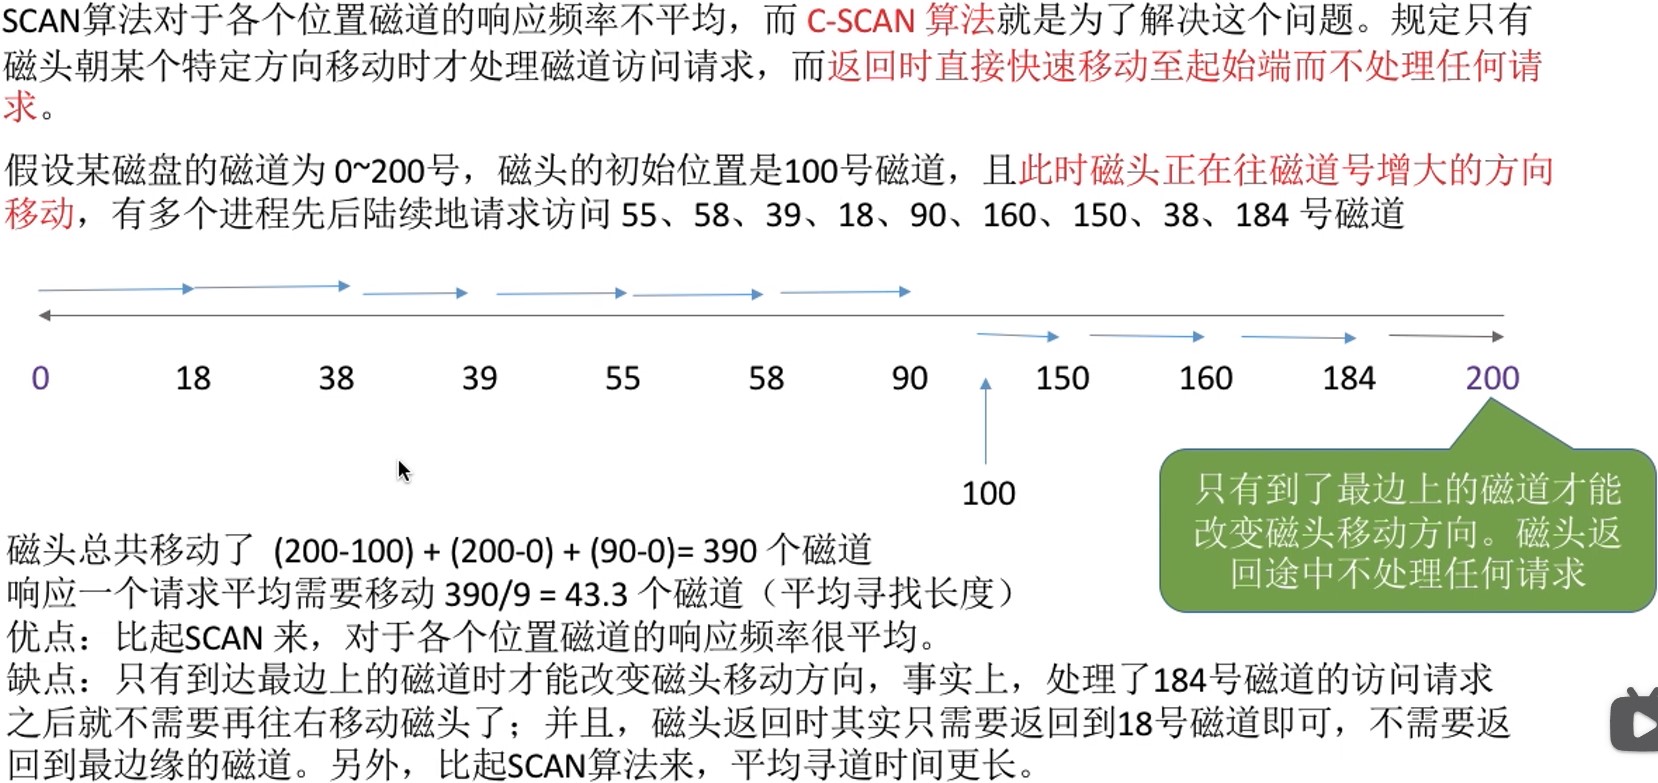 SCAN算法对于各个位置磁道的响应频率不平均，而 C-SCAN 算法就是为了解决这个问题。规定只有
磁头朝某个特定方向移动时才处理磁道访问请求，而返回时直接快速移动至起始端而不处理任何请
求。
假设某磁盘的磁道为 0~200号，磁头的初始位置是100号磁道，且此时磁头正在往磁道号增大的方向
移动，有多个进程先后陆续地请求访问 55、58、39、18、90、160、150、38、184 号磁道
0 18 38 39 55 58 90 150 160 184 200
100
只有到了最边上的磁道才能
改变磁头移动方向。磁头返
回途中不处理任何请求
磁头总共移动了 (200-100) + (200-0) + (90-0)= 390 个磁道
响应一个请求平均需要移动 390/9 = 43.3 个磁道（平均寻找长度）
优点：比起SCAN 来，对于各个位置磁道的响应频率很平均。
缺点：只有到达最边上的磁道时才能改变磁头移动方向，事实上，处理了184号磁道的访问请求
之后就不需要再往右移动磁头了；并且，磁头返回时其实只需要返回到18号磁道即可，不需要返
回到最边缘的磁道。另外，比起SCAN算法来，平均寻道时间更长。